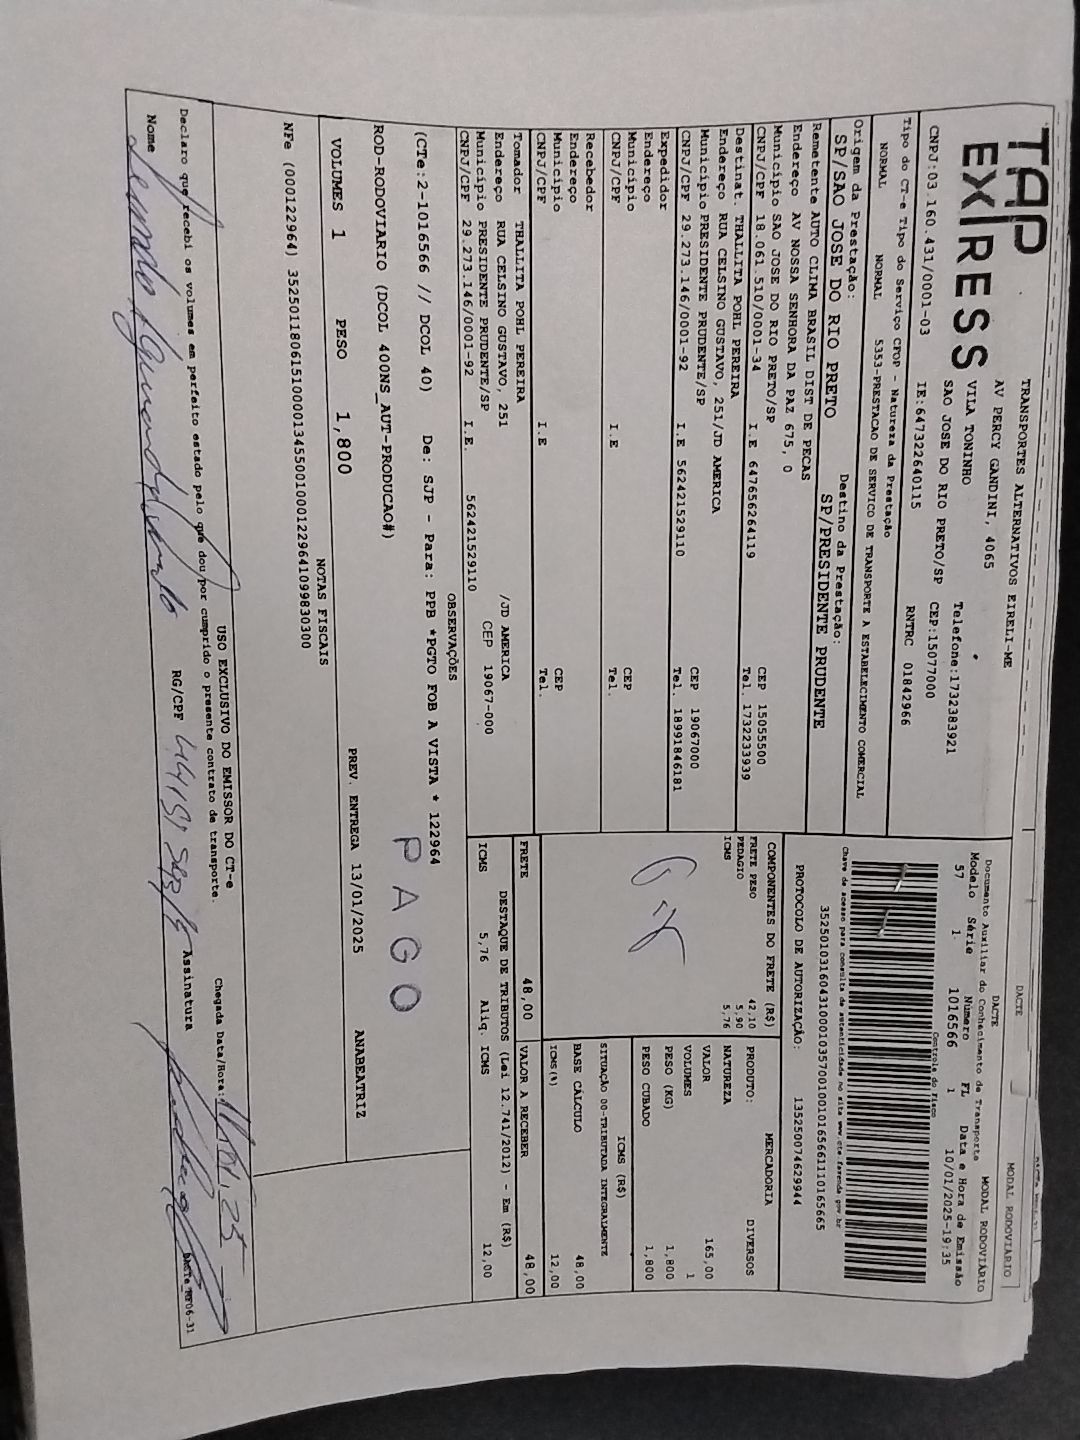 TAP
EXPRESS
TRANSPORTES ALTERNATIVOS EIRELI-ME
AV PERCY GANDINI, 4065
VILA TONINHO
SAO JOSE DO RIO PRETO/SP
Telefone:1732383921
CEP:15077000
CNPJ:03.160.431/0001-03
IE:647322640115
RNTRC 01842966
DACTE
MODAL RODOVIÁRIO
DACTE
MODAL RODOVIÁRIO
Documento Auxiliar do Conhecimento de Transporte
Modelo Série Número FL Data e Hora de Emissão
57 1 1016566 1 10/01/2025-19:35
Controle do Fisco
Chave de acesso para consulta de autenticidade no site www.cte.fazenda.gov.br
35250103160431000103570010010165661110165665
PROTOCOLO DE AUTORIZAÇÃO: 135250074629944
Tipo do CT-e Tipo do Serviço CFOP - Natureza da Prestação
NORMAL NORMAL 5353-PRESTACAO DE SERVICO DE TRANSPORTE A ESTABELECIMENTO COMERCIAL
Origem da Prestação: Destino da Prestação:
SP/SAO JOSE DO RIO PRETO SP/PRESIDENTE PRUDENTE
Remetente AUTO CLIMA BRASIL DIST DE PECAS
Endereço AV NOSSA SENHORA DA PAZ 675, 0
Município SAO JOSE DO RIO PRETO/SP CEP 15055500
CNPJ/CPF 18.061.510/0001-34 I.E 647656264119 Tel. 1732233939
Destinat. THALLITA POHL PEREIRA
Endereço RUA CELSINO GUSTAVO, 251/JD AMERICA
Município PRESIDENTE PRUDENTE/SP CEP 19067000
CNPJ/CPF 29.273.146/0001-92 I.E 562421529110 Tel. 18991846181
Expedidor
Endereço
Município CEP
CNPJ/CPF I.E Tel.
Recebedor
Endereço
Município CEP
CNPJ/CPF I.E Tel.
Tomador THALLITA POHL PEREIRA
Endereço RUA CELSINO GUSTAVO, 251 /JD AMERICA
Município PRESIDENTE PRUDENTE/SP CEP 19067-000
CNPJ/CPF 29.273.146/0001-92 I.E. 562421529110
COMPONENTES DO FRETE (R$)
FRETE PESO 42,10
PEDAGIO 5,90
ICMS 5,76
MERCADORIA
PRODUTO: DIVERSOS
NATUREZA
VALOR 165,00
VOLUMES 1
PESO (KG) 1,800
PESO CUBADO 1,800
ICMS (R$)
SITUAÇÃO 00-TRIBUTADA INTEGRALMENTE
BASE CÁLCULO 48,00
ICMS(%) 12,00
FRETE 48,00 VALOR A RECEBER 48,00
DESTAQUE DE TRIBUTOS (Lei 12.741/2012) - Em (R$)
ICMS 5,76 Aliq. ICMS 12,00
OBSERVAÇÕES
(CTe:2-1016566 // DCOL 40) De: SJP - Para: PPB *PGTO FOB A VISTA * 122964
ROD-RODOVIARIO (DCOL 400NS_AUT-PRODUCAO#)
PAGO
VOLUMES 1 PESO 1,800 PREV. ENTREGA 13/01/2025 ANABEATRIZ
NOTAS FISCAIS
NFe (000122964) 35250118061510000134550010001229641099830300
USO EXCLUSIVO DO EMISSOR DO CT-e
Declaro que recebi os volumes em perfeito estado pelo que dou por cumprido o presente contrato de transporte.
Chegada Data/Hora:
Nome RG/CPF Assinatura